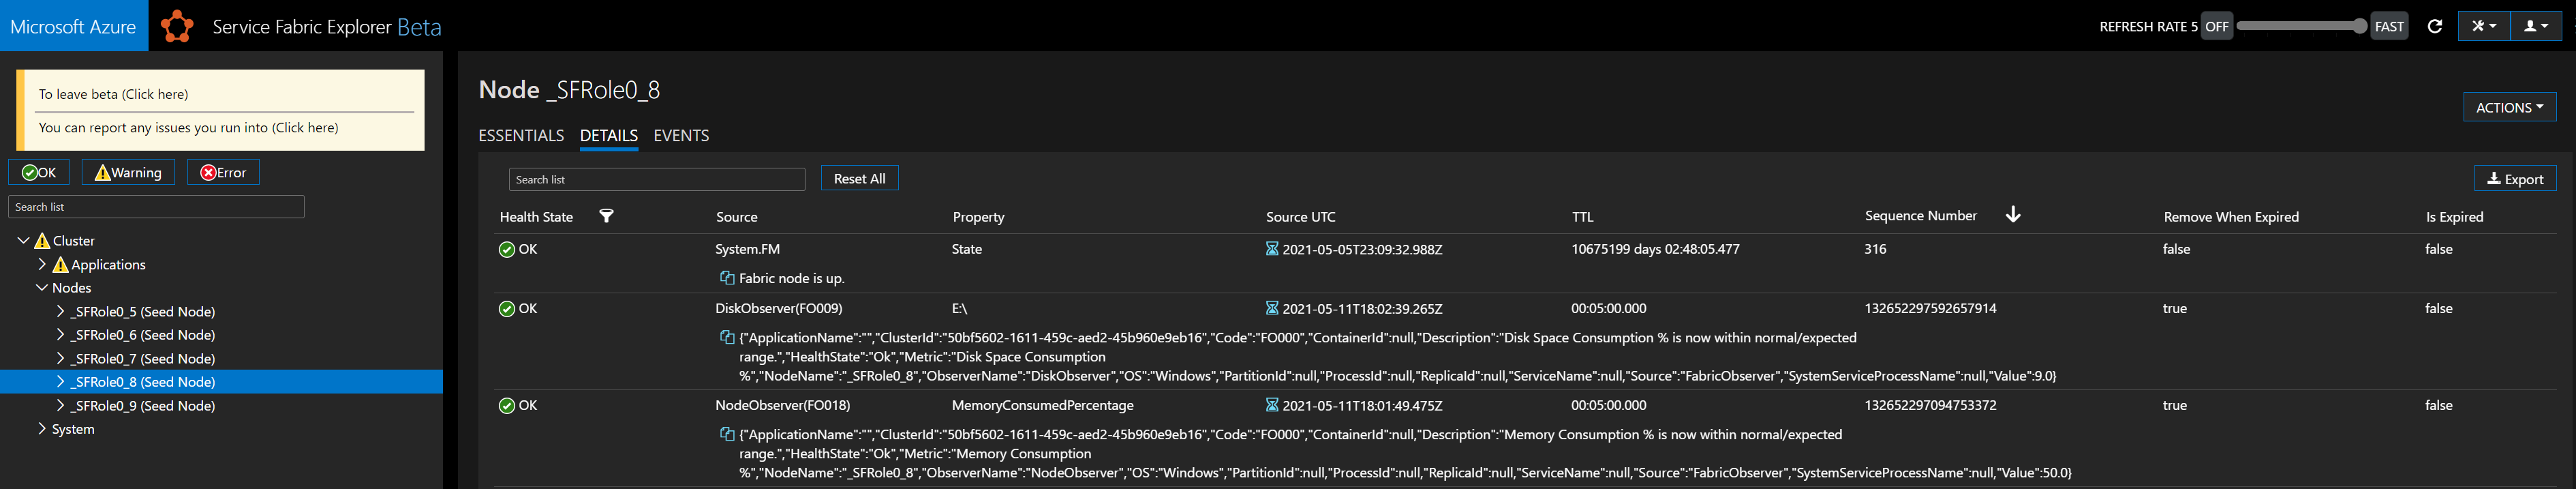 Microsoft Azure Service Fabric Explorer Beta REFRESH RATE 5 OFF FAST
To leave beta (Click here)
You can report any issues you run into (Click here)
OK Warning Error
Search list
Cluster
Applications
Nodes
_SFRole0_5 (Seed Node)
_SFRole0_6 (Seed Node)
_SFRole0_7 (Seed Node)
_SFRole0_8 (Seed Node)
_SFRole0_9 (Seed Node)
System
Node _SFRole0_8
ACTIONS
ESSENTIALS DETAILS EVENTS
Search list Reset All Export
Health State Source Property Source UTC TTL Sequence Number Remove When Expired Is Expired
OK System.FM State 2021-05-05T23:09:32.988Z 10675199 days 02:48:05.477 316 false false
Fabric node is up.
OK DiskObserver(FO009) E:\ 2021-05-11T18:02:39.265Z 00:05:00.000 132652297592657914 true false
{"ApplicationName":"","ClusterId":"50bf5602-1611-459c-aed2-45b960e9eb16","Code":"FO000","ContainerId":null,"Description":"Disk Space Consumption % is now within normal/expected
range.","HealthState":"Ok","Metric":"Disk Space Consumption
%","NodeName":"_SFRole0_8","ObserverName":"DiskObserver","OS":"Windows","PartitionId":null,"ProcessId":null,"ReplicaId":null,"ServiceName":null,"Source":"FabricObserver","SystemServiceProcessName":null,"Value":9.0}
OK NodeObserver(FO018) MemoryConsumedPercentage 2021-05-11T18:01:49.475Z 00:05:00.000 132652297094753372 true false
{"ApplicationName":"","ClusterId":"50bf5602-1611-459c-aed2-45b960e9eb16","Code":"FO000","ContainerId":null,"Description":"Memory Consumption % is now within normal/expected
range.","HealthState":"Ok","Metric":"Memory Consumption
%","NodeName":"_SFRole0_8","ObserverName":"NodeObserver","OS":"Windows","PartitionId":null,"ProcessId":null,"ReplicaId":null,"ServiceName":null,"Source":"FabricObserver","SystemServiceProcessName":null,"Value":50.0}